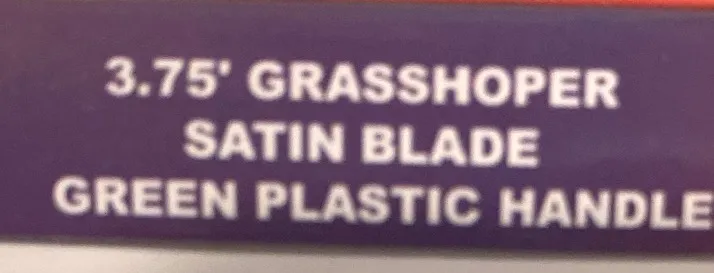 3.75' GRASSHOPER
SATIN BLADE
GREEN PLASTIC HANDLE